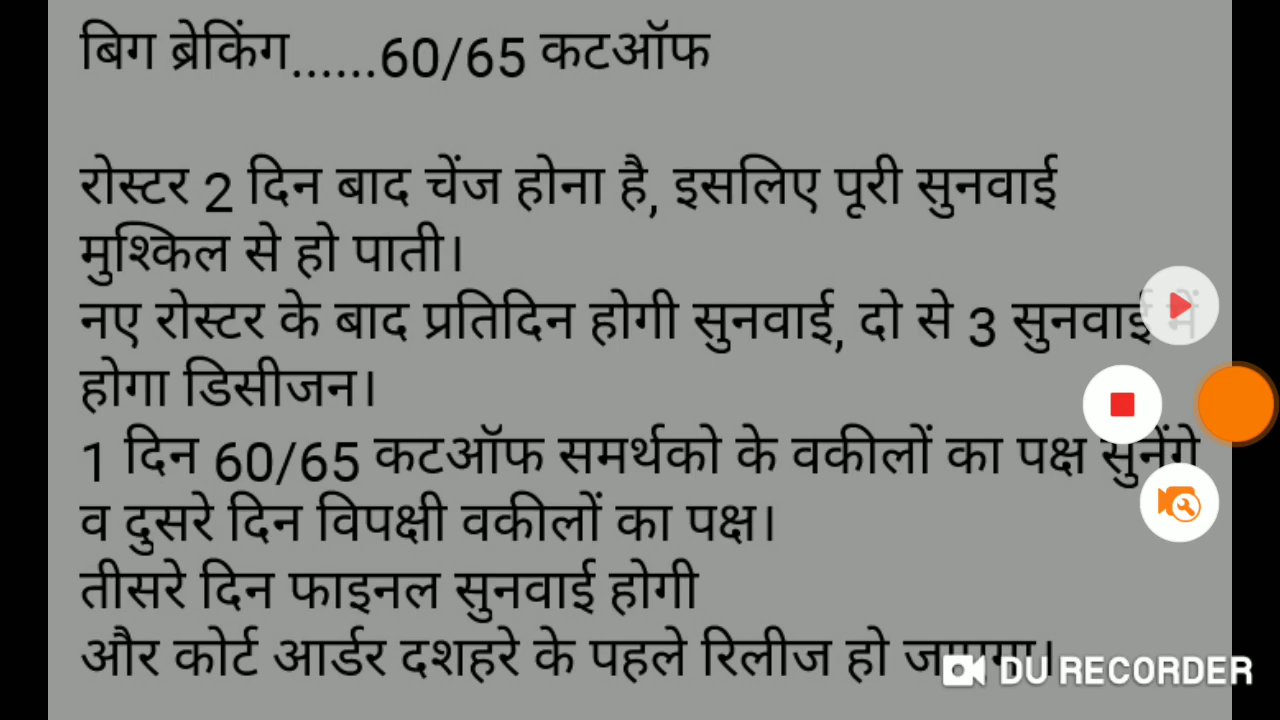 बिग ब्रेकिंग......60/65 कटऑफ
रोस्टर 2 दिन बाद चेंज होना है, इसलिए पूरी सुनवाई
मुश्किल से हो पाती।
नए रोस्टर के बाद प्रतिदिन होगी सुनवाई, दो से 3 सुनवाई में
होगा डिसीजन।
1 दिन 60/65 कटऑफ समर्थको के वकीलों का पक्ष सुनेंगे
व दुसरे दिन विपक्षी वकीलों का पक्ष।
तीसरे दिन फाइनल सुनवाई होगी
और कोर्ट आर्डर दशहरे के पहले रिलीज हो जाएगा।
DU RECORDER